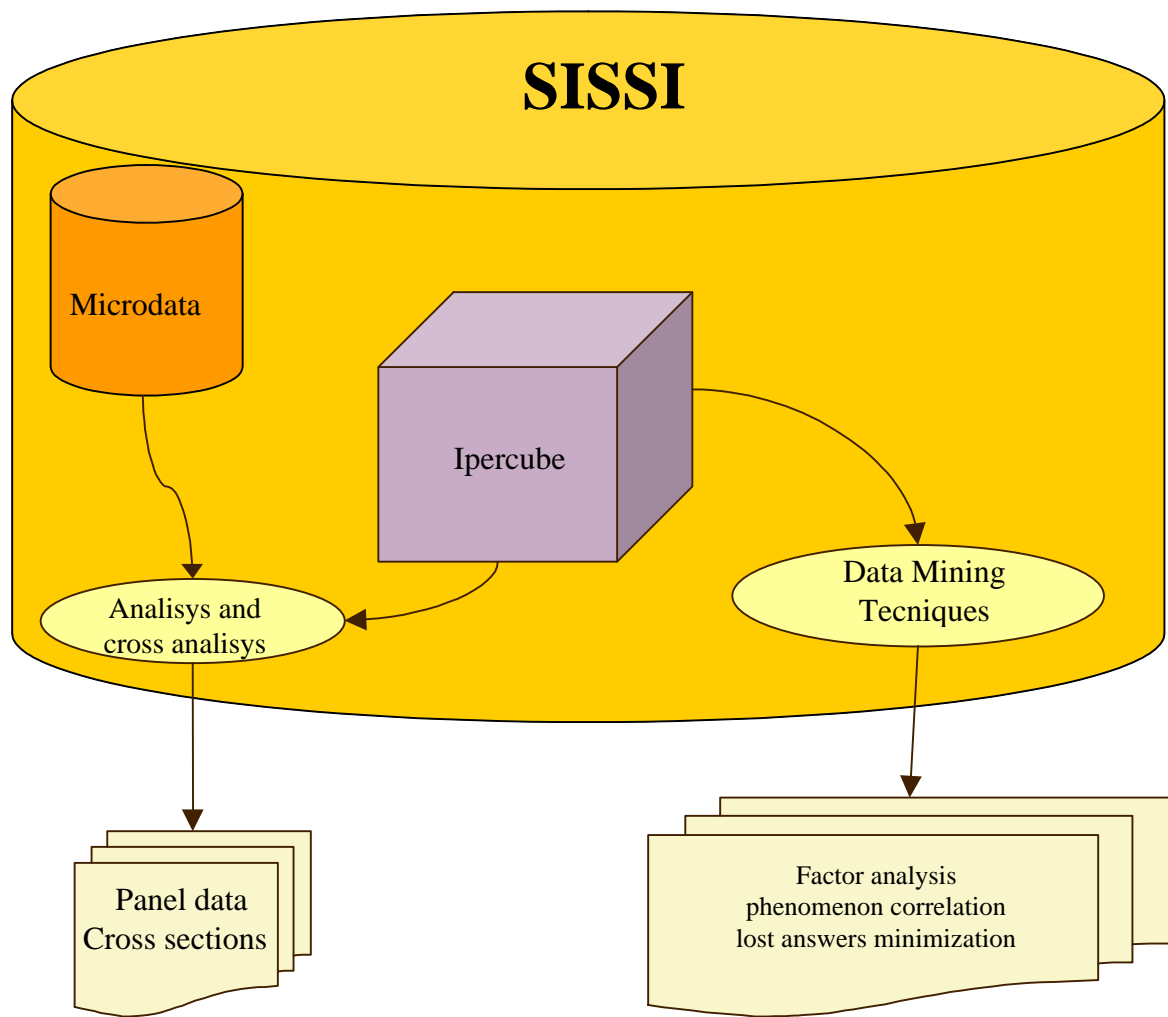 SISSI
Microdata
Ipercube
Analisys and
cross analisys
Data Mining
Tecniques
Panel data
Cross sections
Factor analysis
phenomenon correlation
lost answers minimization